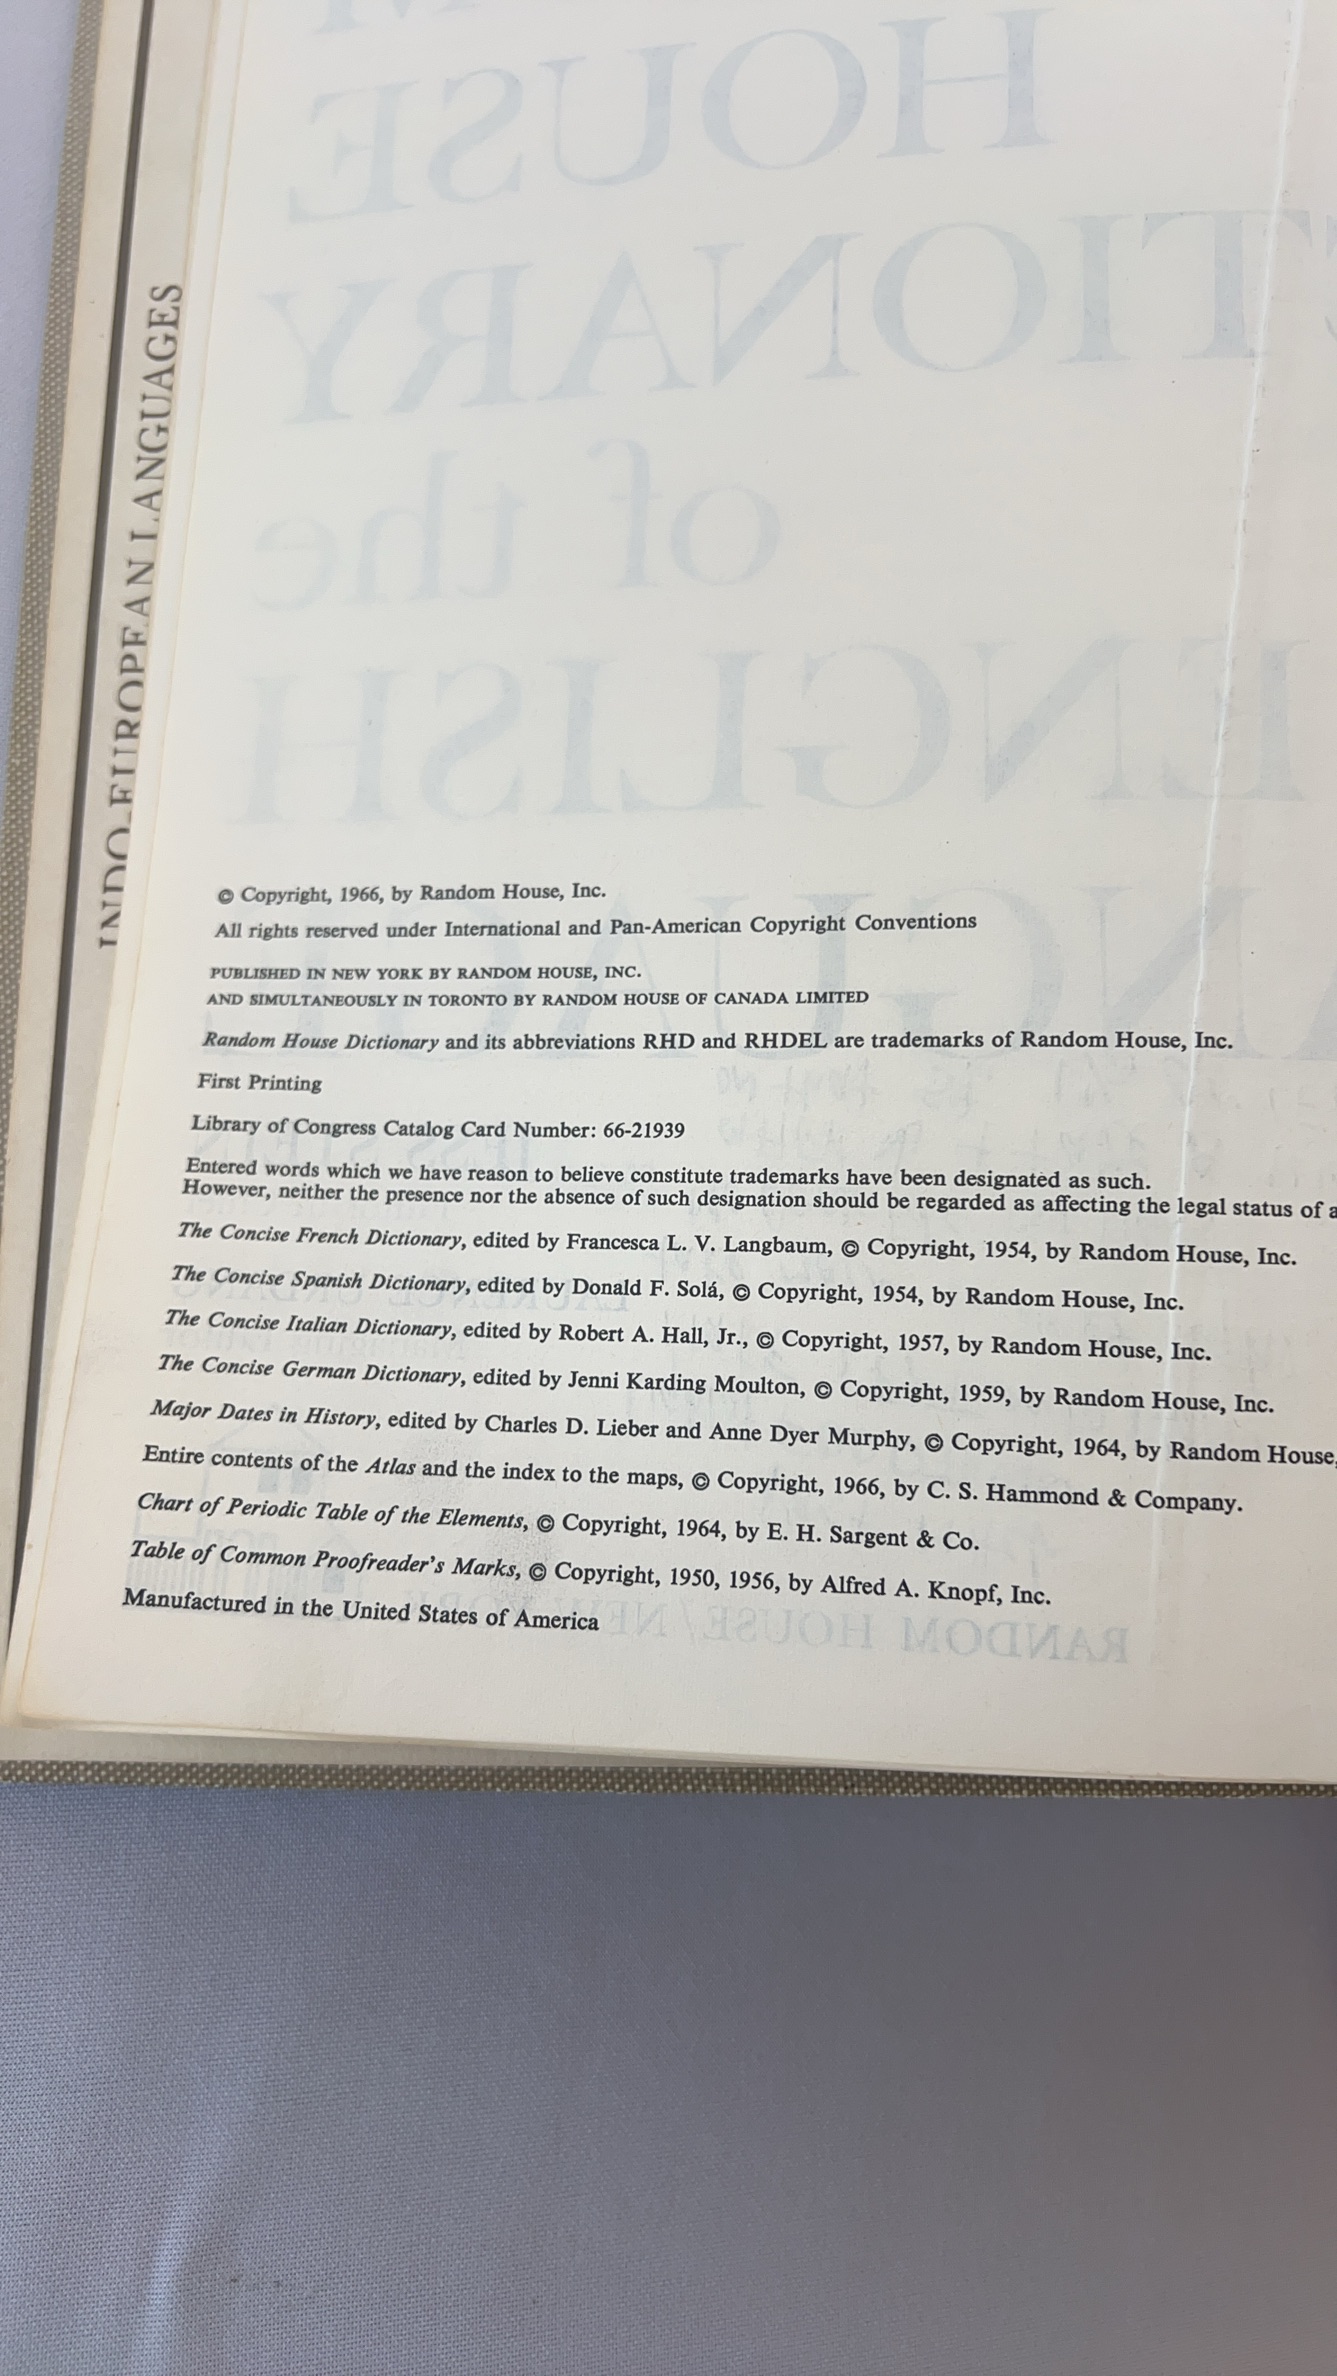 INDO-EUROPEAN LANGUAGES
HOUSE
TIONARY
of the
ENGLISH
© Copyright, 1966, by Random House, Inc.
All rights reserved under International and Pan-American Copyright Conventions
PUBLISHED IN NEW YORK BY RANDOM HOUSE, INC.
AND SIMULTANEOUSLY IN TORONTO BY RANDOM HOUSE OF CANADA LIMITED
Random House Dictionary and its abbreviations RHD and RHDEL are trademarks of Random House, Inc.
First Printing
Library of Congress Catalog Card Number: 66-21939
Entered words which we have reason to believe constitute trademarks have been designated as such.
However, neither the presence nor the absence of such designation should be regarded as affecting the legal status of a
The Concise French Dictionary, edited by Francesca L. V. Langbaum, © Copyright, 1954, by Random House, Inc.
The Concise Spanish Dictionary, edited by Donald F. Solá, © Copyright, 1954, by Random House, Inc.
The Concise Italian Dictionary, edited by Robert A. Hall, Jr., © Copyright, 1957, by Random House, Inc.
The Concise German Dictionary, edited by Jenni Karding Moulton, © Copyright, 1959, by Random House, Inc.
Major Dates in History, edited by Charles D. Lieber and Anne Dyer Murphy, © Copyright, 1964, by Random House,
Entire contents of the Atlas and the index to the maps, © Copyright, 1966, by C. S. Hammond & Company.
Chart of Periodic Table of the Elements, © Copyright, 1964, by E. H. Sargent & Co.
Table of Common Proofreader's Marks, © Copyright, 1950, 1956, by Alfred A. Knopf, Inc.
Manufactured in the United States of America
RANDOM HOUSE/NEW YORK